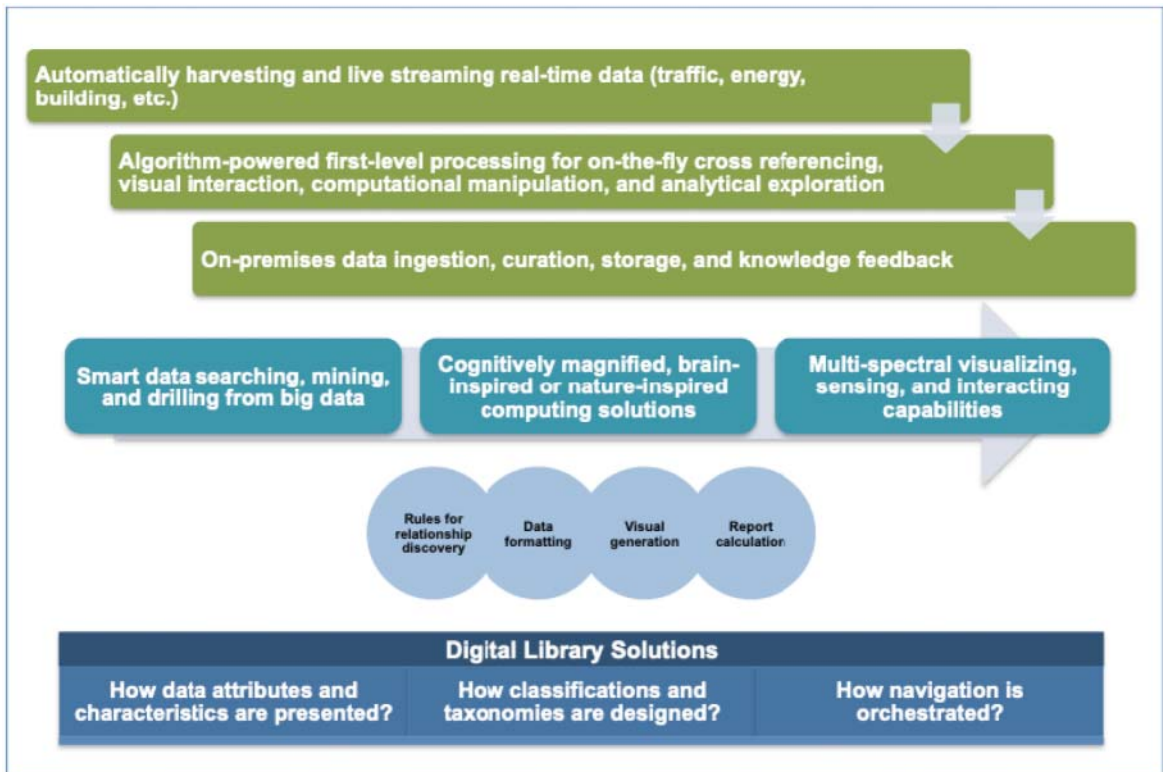 Automatically harvesting and live streaming real-time data (traffic, energy,
building, etc.)
Algorithm-powered first-level processing for on-the-fly cross referencing,
visual interaction, computational manipulation, and analytical exploration
On-premises data ingestion, curation, storage, and knowledge feedback
Smart data searching, mining,
and drilling from big data
Cognitively magnified, brain-
inspired or nature-inspired
computing solutions
Multi-spectral visualizing,
sensing, and interacting
capabilities
Rules for
relationship
discovery
Data
formatting
Visual
generation
Report
calculation
Digital Library Solutions
How data attributes and
characteristics are presented?
How classifications and
taxonomies are designed?
How navigation is
orchestrated?